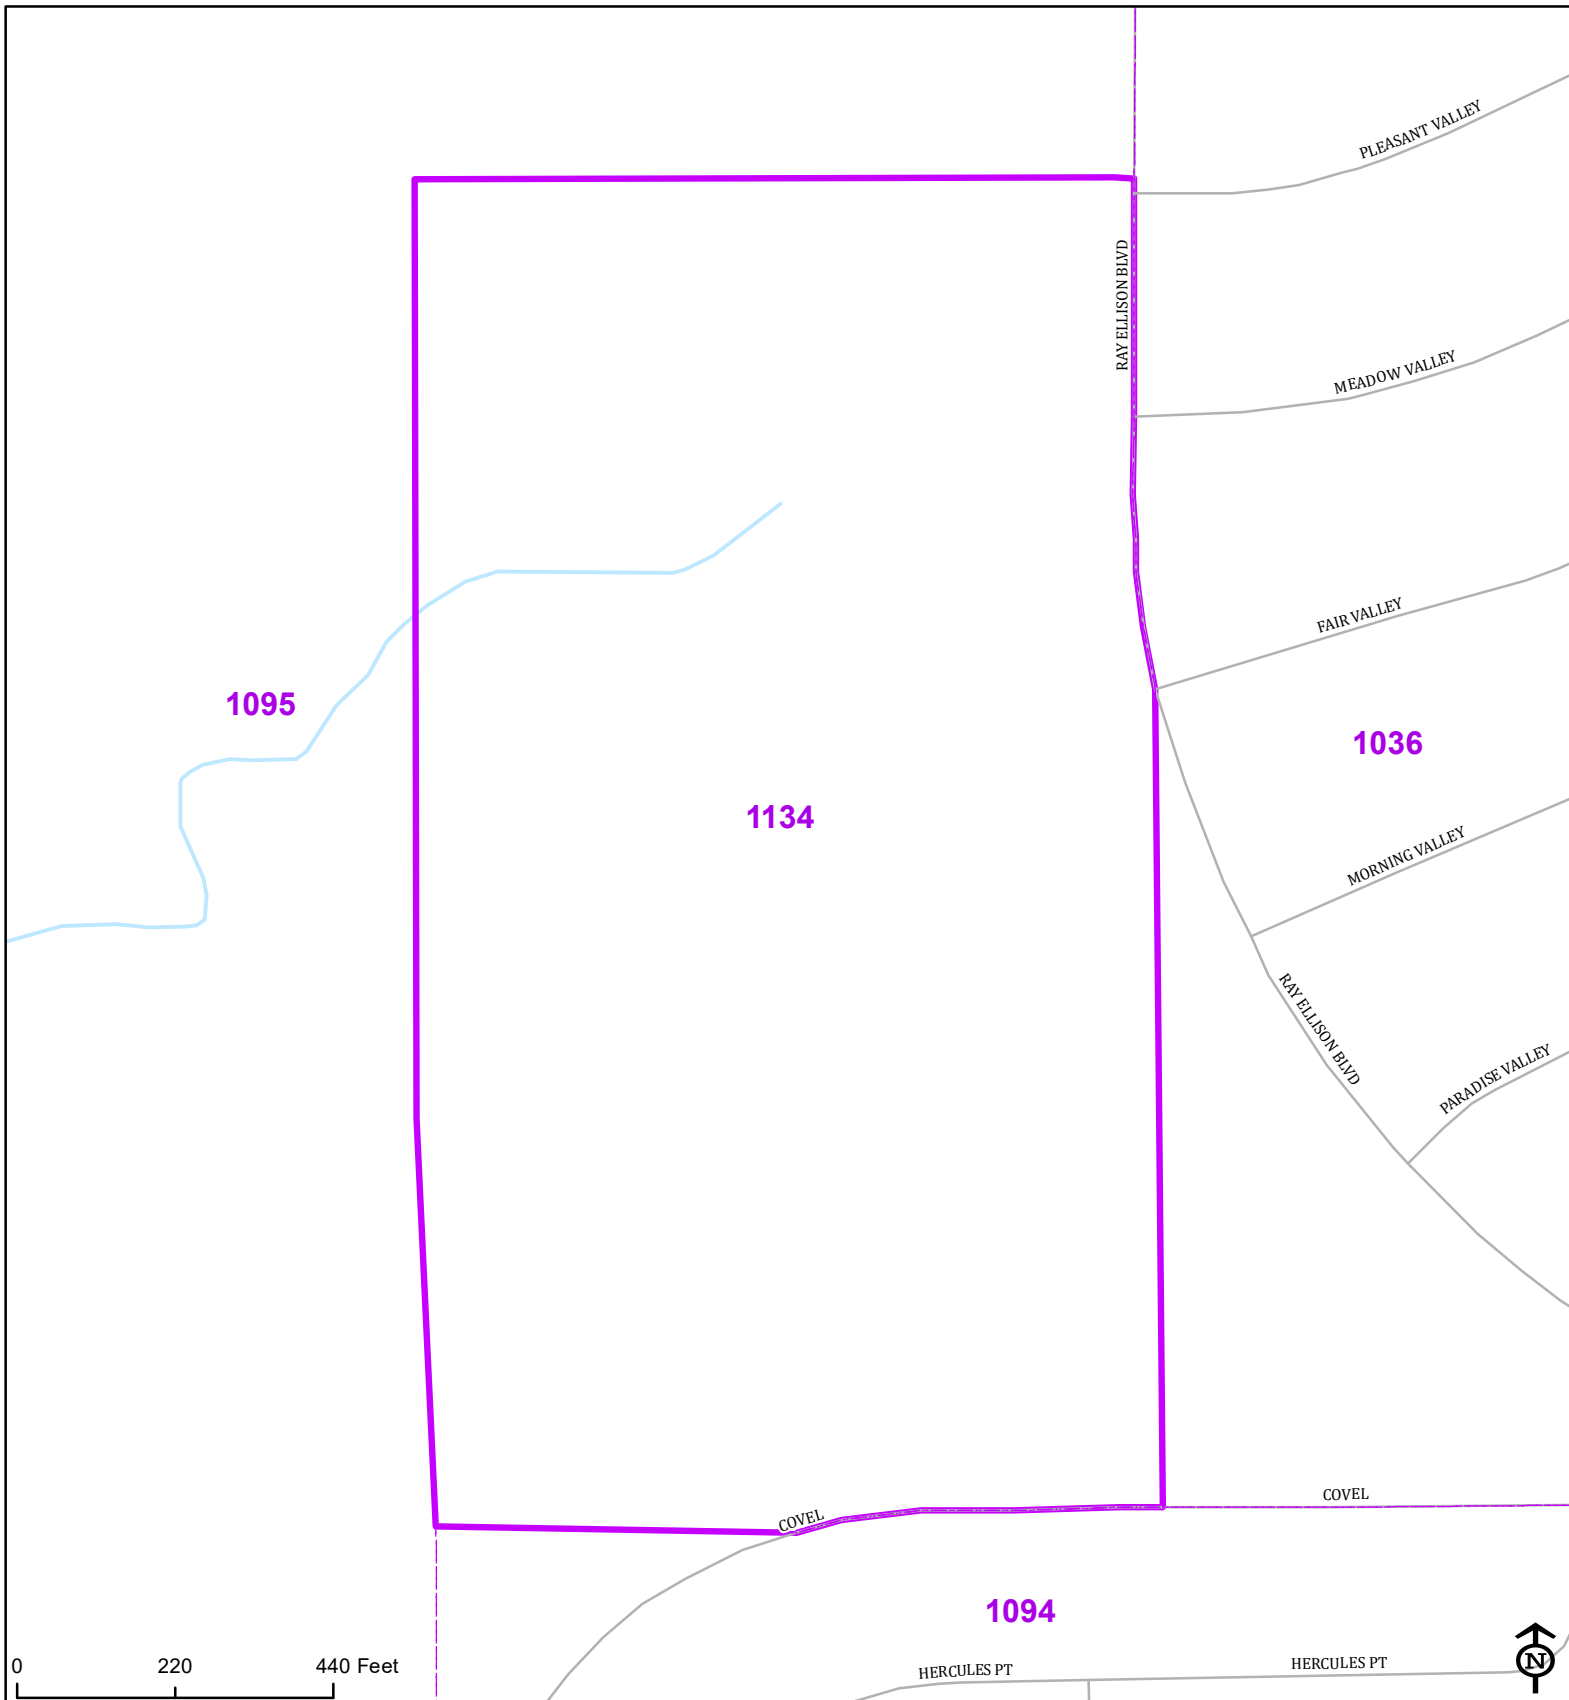 PLEASANT VALLEY
RAY ELLISON BLVD
MEADOW VALLEY
FAIR VALLEY
1095
1036
1134
MORNING VALLEY
RAY ELLISON BLVD
PARADISE VALLEY
COVEL
COVEL
1094
HERCULES PT
HERCULES PT
0 220 440 Feet
N